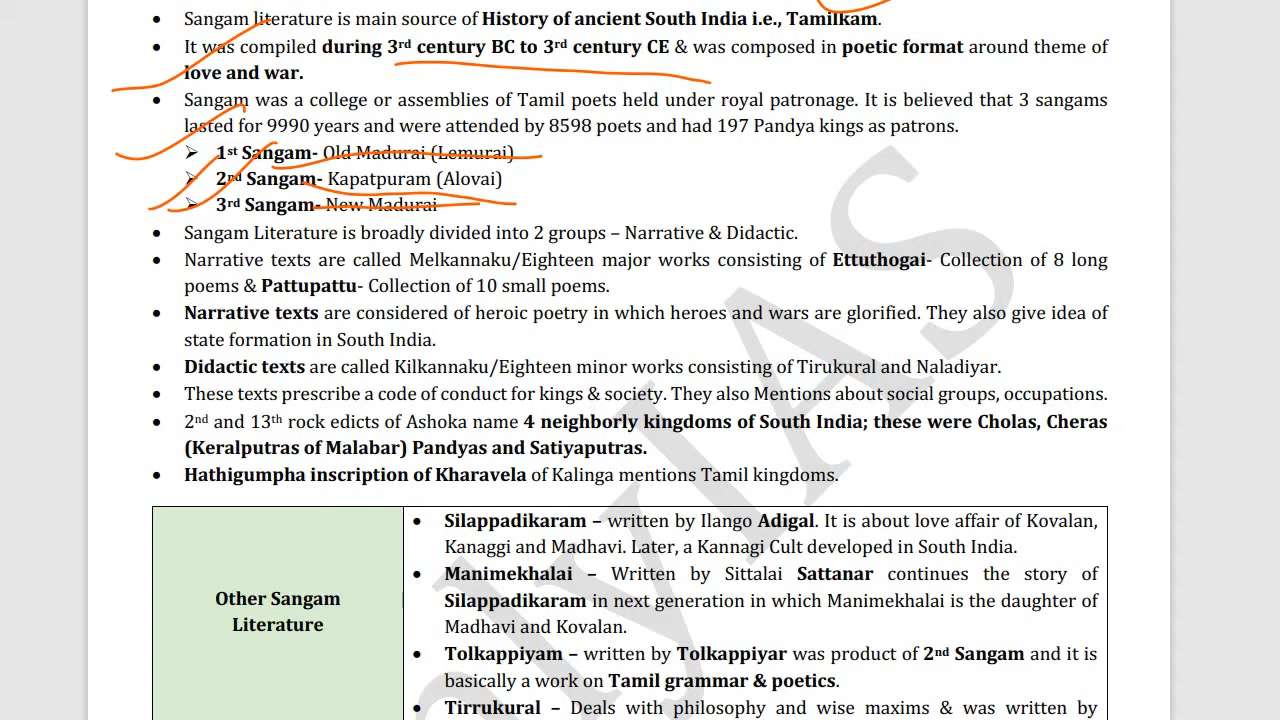 Sangam literature is main source of History of ancient South India i.e., Tamilkam.
It was compiled during 3rd century BC to 3rd century CE & was composed in poetic format around theme of
love and war.
Sangam was a college or assemblies of Tamil poets held under royal patronage. It is believed that 3 sangams
lasted for 9990 years and were attended by 8598 poets and had 197 Pandya kings as patrons.
1st Sangam- Old Madurai (Lemurai)
2nd Sangam- Kapatpuram (Alovai)
3rd Sangam- New Madurai
Sangam Literature is broadly divided into 2 groups – Narrative & Didactic.
Narrative texts are called Melkannaku/Eighteen major works consisting of Ettuthogai- Collection of 8 long
poems & Pattupattu- Collection of 10 small poems.
Narrative texts are considered of heroic poetry in which heroes and wars are glorified. They also give idea of
state formation in South India.
Didactic texts are called Kilkannaku/Eighteen minor works consisting of Tirukural and Naladiyar.
These texts prescribe a code of conduct for kings & society. They also Mentions about social groups, occupations.
2nd and 13th rock edicts of Ashoka name 4 neighborly kingdoms of South India; these were Cholas, Cheras
(Keralputras of Malabar) Pandyas and Satiyaputras.
Hathigumpha inscription of Kharavela of Kalinga mentions Tamil kingdoms.
Other Sangam
Literature
Silappadikaram – written by Ilango Adigal. It is about love affair of Kovalan,
Kanaggi and Madhavi. Later, a Kannagi Cult developed in South India.
Manimekhalai – Written by Sittalai Sattanar continues the story of
Silappadikaram in next generation in which Manimekhalai is the daughter of
Madhavi and Kovalan.
Tolkappiyam – written by Tolkappiyar was product of 2nd Sangam and it is
basically a work on Tamil grammar & poetics.
Tirrukural – Deals with philosophy and wise maxims & was written by
lyIAS